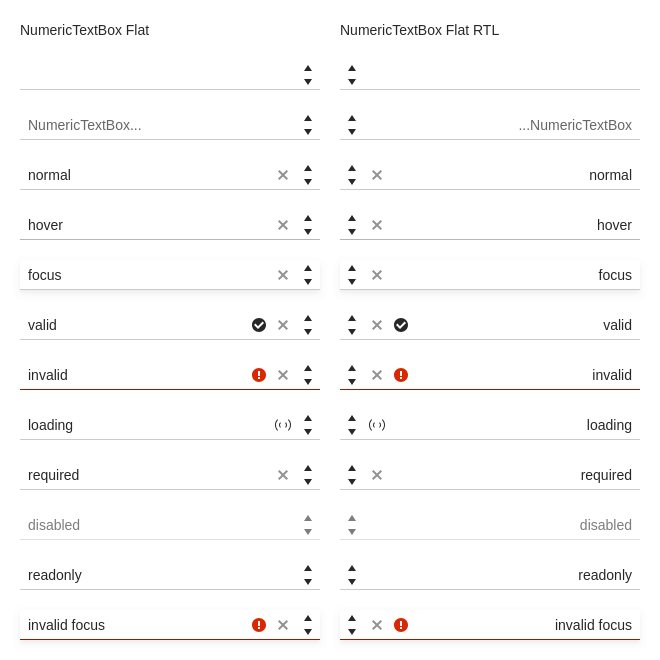 NumericTextBox Flat
NumericTextBox...
normal
hover
focus
valid
invalid
loading
required
disabled
readonly
invalid focus
NumericTextBox Flat RTL
...NumericTextBox
normal
hover
focus
valid
invalid
loading
required
disabled
readonly
invalid focus